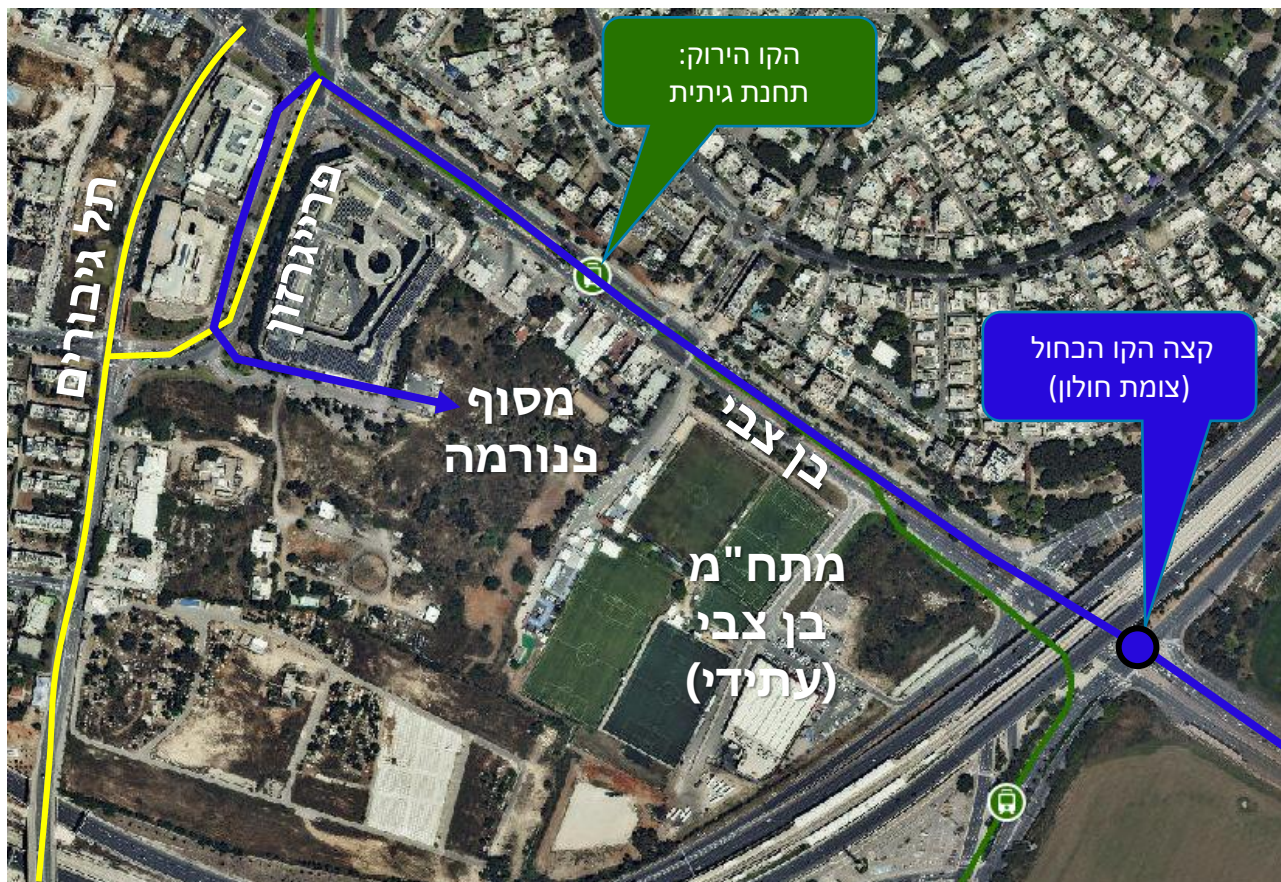 הקו הירוק:
תחנת גיתית
תל גיבורים
פרייגרזון
קצה הקו הכחול
(צומת חולון)
מסוף
פנורמה
בן צבי
מתח"מ
בן צבי
(עתידי)